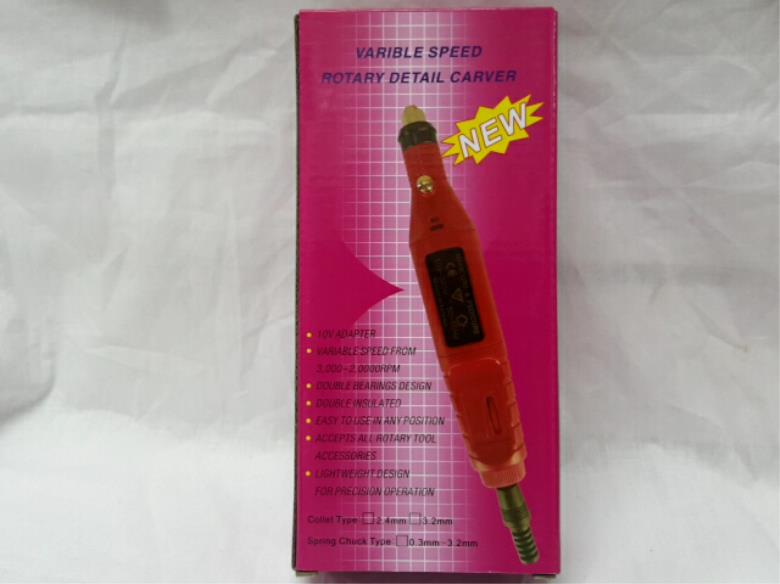 VARIBLE SPEED
ROTARY DETAIL CARVER
NEW
• 10V ADAPTER
• VARIABLE SPEED FROM
3,000~2,0000RPM
• DOUBLE BEARINGS DESIGN
• DOUBLE INSULATED
• EASY TO USE IN ANY POSITION
• ACCEPTS ALL ROTARY TOOL
ACCESSORIES
• LIGHTWEIGHT DESIGN
FOR PRECISION OPERATION
Collet Type □2.4mm □3.2mm
Spring Chuck Type □0.3mm~3.2mm